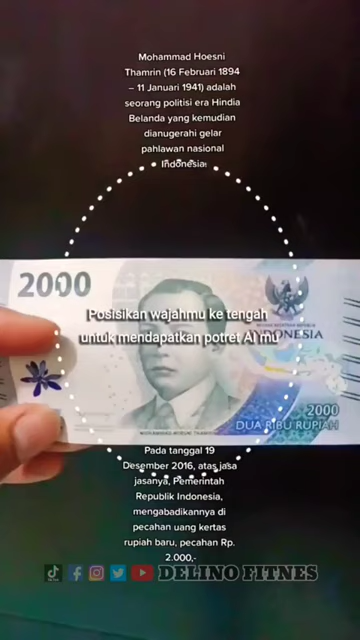 Mohammad Hoesni
Thamrin (16 Februari 1894
– 11 Januari 1941) adalah
seorang politisi era Hindia
Belanda yang kemudian
dianugerahi gelar
pahlawan nasional
Indonesia.
2000
Posisikan wajahmu ke tengah
untuk mendapatkan potret AI mu
INDONESIA
MOHAMMAD HOESNI THAMRIN
2000
DUA RIBU RUPIAH
Pada tanggal 19
Desember 2016, atas jasa
jasanya, Pemerintah
Republik Indonesia,
mengabadikannya di
pecahan uang kertas
rupiah baru, pecahan Rp.
2.000,-
DELINO FITNES